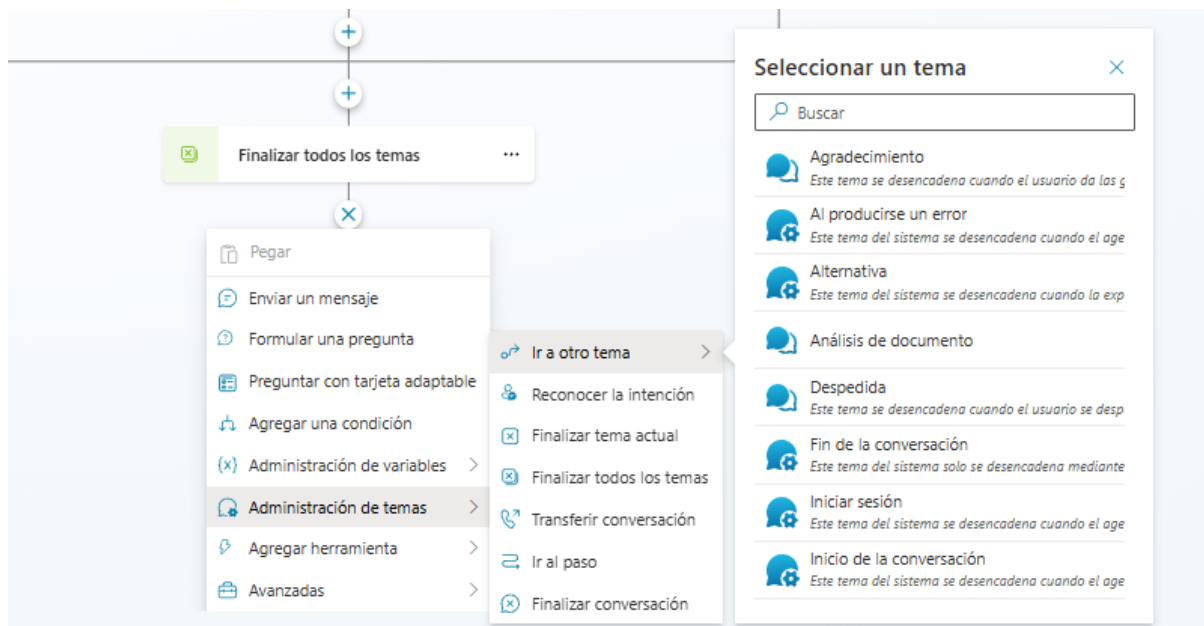 Finalizar todos los temas
...
Pegar
Enviar un mensaje
Formular una pregunta
Preguntar con tarjeta adaptable
Agregar una condición
Administración de variables
Administración de temas
Agregar herramienta
Avanzadas
Ir a otro tema
Reconocer la intención
Finalizar tema actual
Finalizar todos los temas
Transferir conversación
Ir al paso
Finalizar conversación
Seleccionar un tema
Buscar
Agradecimiento
Este tema se desencadena cuando el usuario da las g
Al producirse un error
Este tema del sistema se desencadena cuando el age
Alternativa
Este tema del sistema se desencadena cuando la exp
Análisis de documento
Despedida
Este tema se desencadena cuando el usuario se desp
Fin de la conversación
Este tema del sistema solo se desencadena mediante
Iniciar sesión
Este tema del sistema se desencadena cuando el age
Inicio de la conversación
Este tema del sistema se desencadena cuando el age